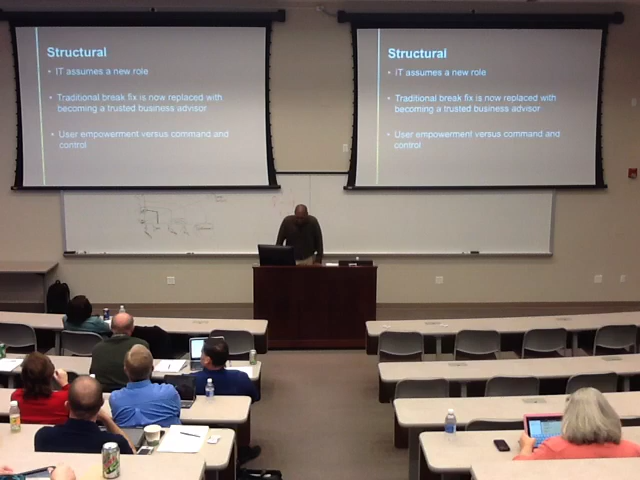 Structural
• IT assumes a new role
• Traditional break fix is now replaced with
becoming a trusted business advisor
• User empowerment versus command and
control
Structural
• IT assumes a new role
• Traditional break fix is now replaced with
becoming a trusted business advisor
• User empowerment versus command and
control